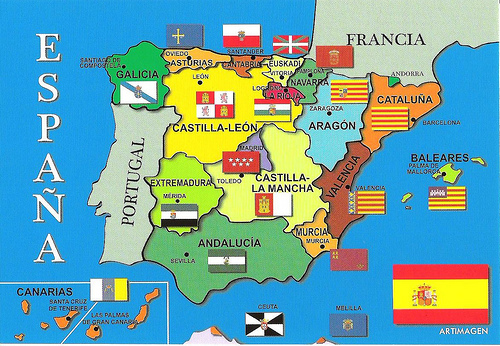 ESPAÑA
FRANCIA
ANDORRA
PORTUGAL
SANTIAGO DE
COMPOSTELA
GALICIA
OVIEDO
ASTURIAS
SANTANDER
CANTABRIA
EUSKADI
VITORIA
PAMPLONA
NAVARRA
LA RIOJA
LEÓN
CASTILLA-LEÓN
ZARAGOZA
ARAGÓN
CATALUÑA
BARCELONA
MADRID
BALEARES
PALMA DE
MALLORCA
EXTREMADURA
MÉRIDA
TOLEDO
CASTILLA-
LA MANCHA
VALENCIA
VALENCIA
ANDALUCÍA
SEVILLA
MURCIA
MURCIA
CANARIAS
SANTA CRUZ
DE TENERIFE
LAS PALMAS
DE GRAN CANARIA
CEUTA
MELILLA
ARTIMAGEN